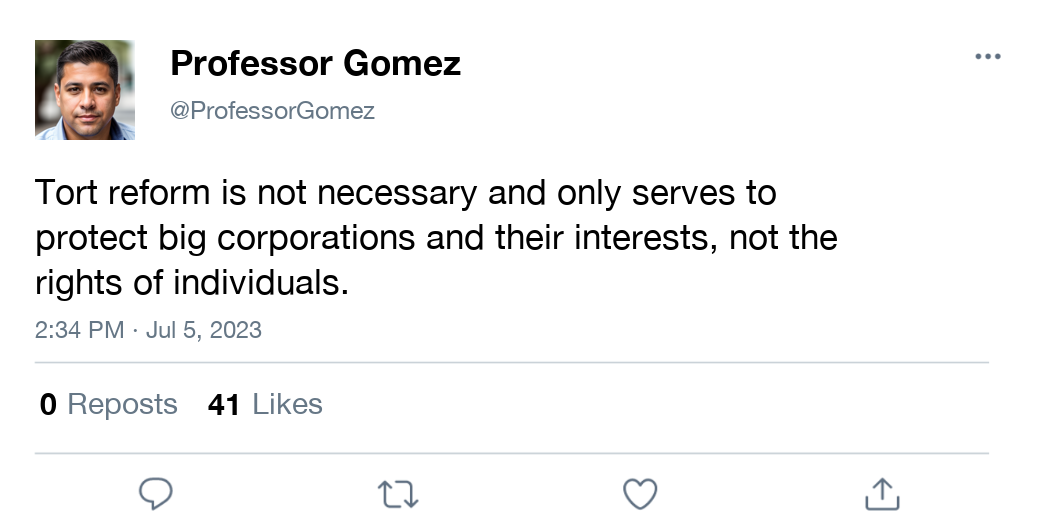 Professor Gomez
@ProfessorGomez
Tort reform is not necessary and only serves to
protect big corporations and their interests, not the
rights of individuals.
2:34 PM · Jul 5, 2023
0 Reposts 41 Likes